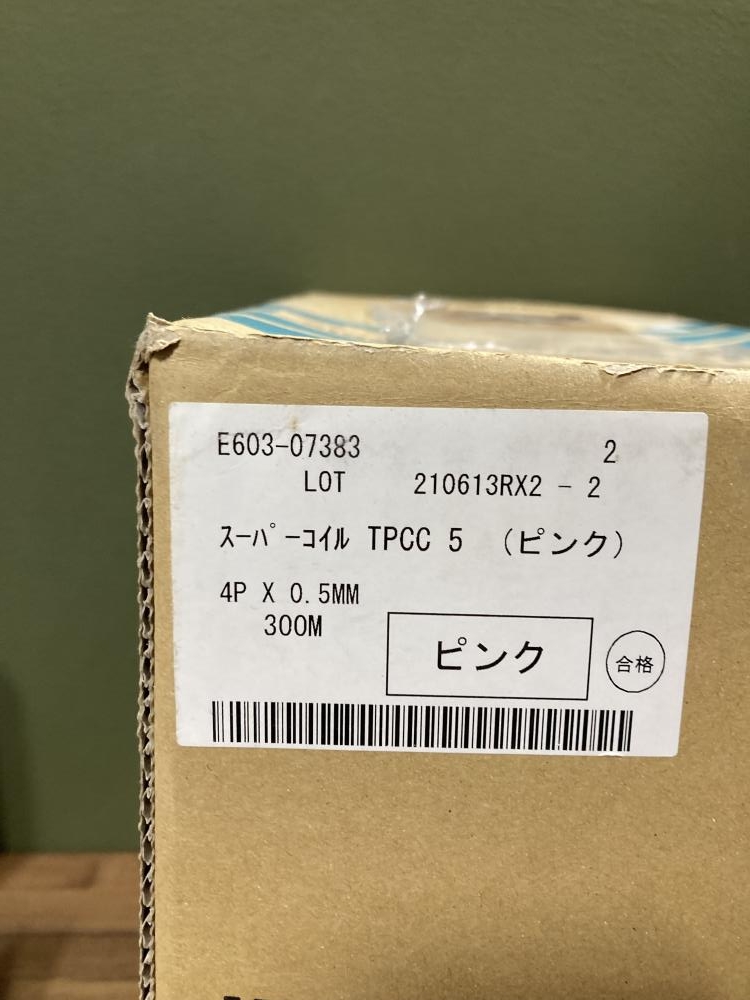 E603-07383 2
LOT 210613RX2 - 2
ｽｰﾊﾟｰｺｲﾙ TPCC 5 （ピンク）
4P X 0.5MM
300M
ピンク
合格